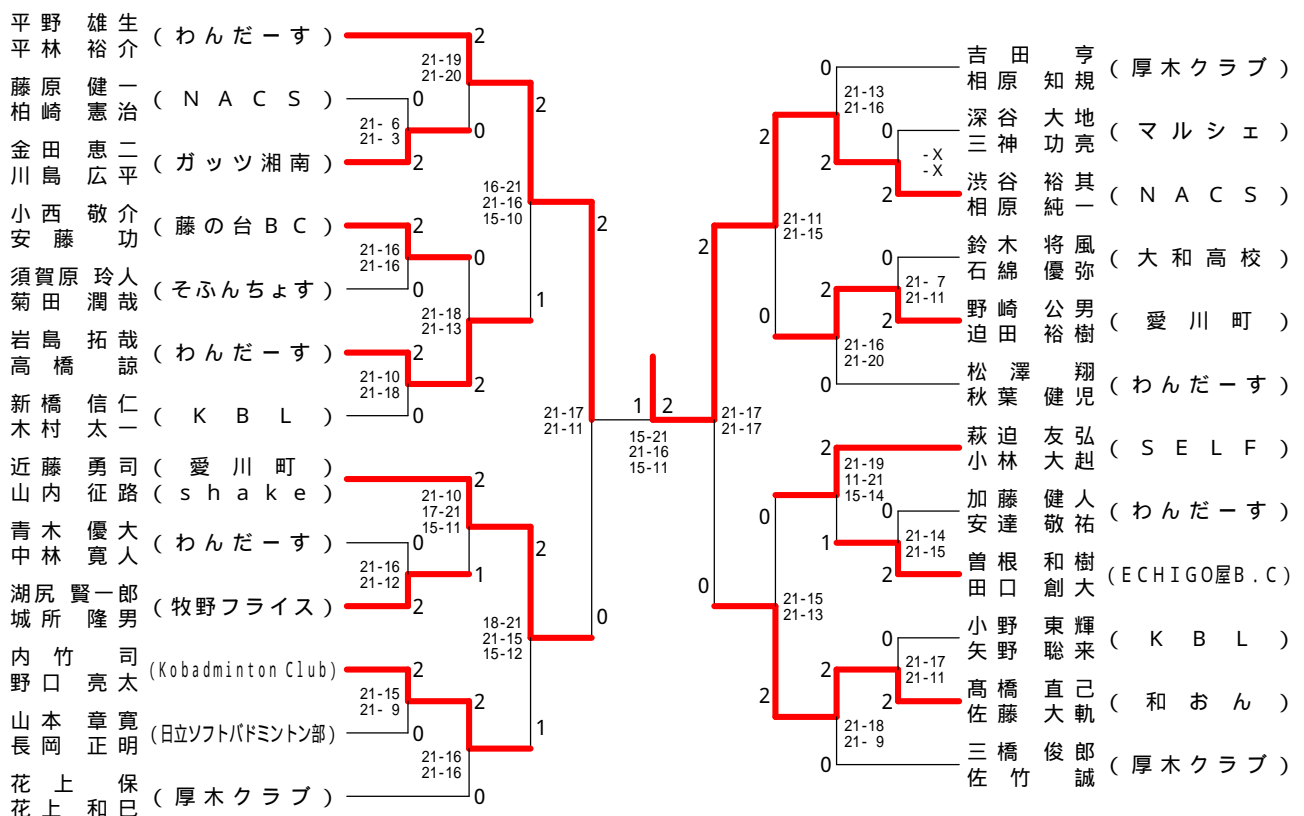 平野 雄生
平林 裕介
(わんだーす)
2
21-19
21-20
藤原 健一
柏崎 憲治
(NACS)
0
21- 6
21- 3
0
2
金田 恵二
川島 広平
(ガッツ湘南)
2
16-21
21-16
15-10
小西 敬介
安藤 功
(藤の台BC)
2
21-16
21-16
0
2
須賀原 玲人
菊田 潤哉
(そふんちょす)
0
21-18
21-13
1
岩島 拓哉
高橋 諒
(わんだーす)
2
21-10
21-18
2
新橋 信仁
木村 太一
(KBL)
0
21-17
21-11
近藤 勇司
山内 征路
(愛川町)
(shake)
2
21-10
17-21
15-11
青木 優大
中林 寛人
(わんだーす)
0
21-16
21-12
1
2
湖尻 賢一郎
城所 隆男
(牧野フライス)
2
18-21
21-15
15-12
0
内竹 司
野口 亮太
(Kobadminton Club)
2
21-15
21- 9
2
1
山本 章寛
長岡 正明
(日立ソフトバドミントン部)
0
21-16
21-16
花上 保
花上 和巳
(厚木クラブ)
0
1
2
15-21
21-16
15-11
吉田 亨
相原 知規
(厚木クラブ)
0
21-13
21-16
深谷 大地
三神 功亮
(マルシェ)
0
- X
- X
2
2
渋谷 裕其
相原 純一
(NACS)
2
21-11
21-15
2
鈴木 将風
石綿 優弥
(大和高校)
0
21- 7
21-11
2
0
野崎 公男
迫田 裕樹
(愛川町)
2
21-16
21-20
松澤 翔
秋葉 健児
(わんだーす)
0
21-17
21-17
萩迫 友弘
小林 大赳
(SELF)
2
21-19
11-21
15-14
0
加藤 健人
安達 敬祐
(わんだーす)
0
21-14
21-15
1
曽根 和樹
田口 創大
(ECHIGO屋B.C)
2
21-15
21-13
0
小野 東輝
矢野 聡来
(KBL)
0
21-17
21-11
2
2
髙橋 直己
佐藤 大軌
(和おん)
2
21-18
21- 9
三橋 俊郎
佐竹 誠
(厚木クラブ)
0